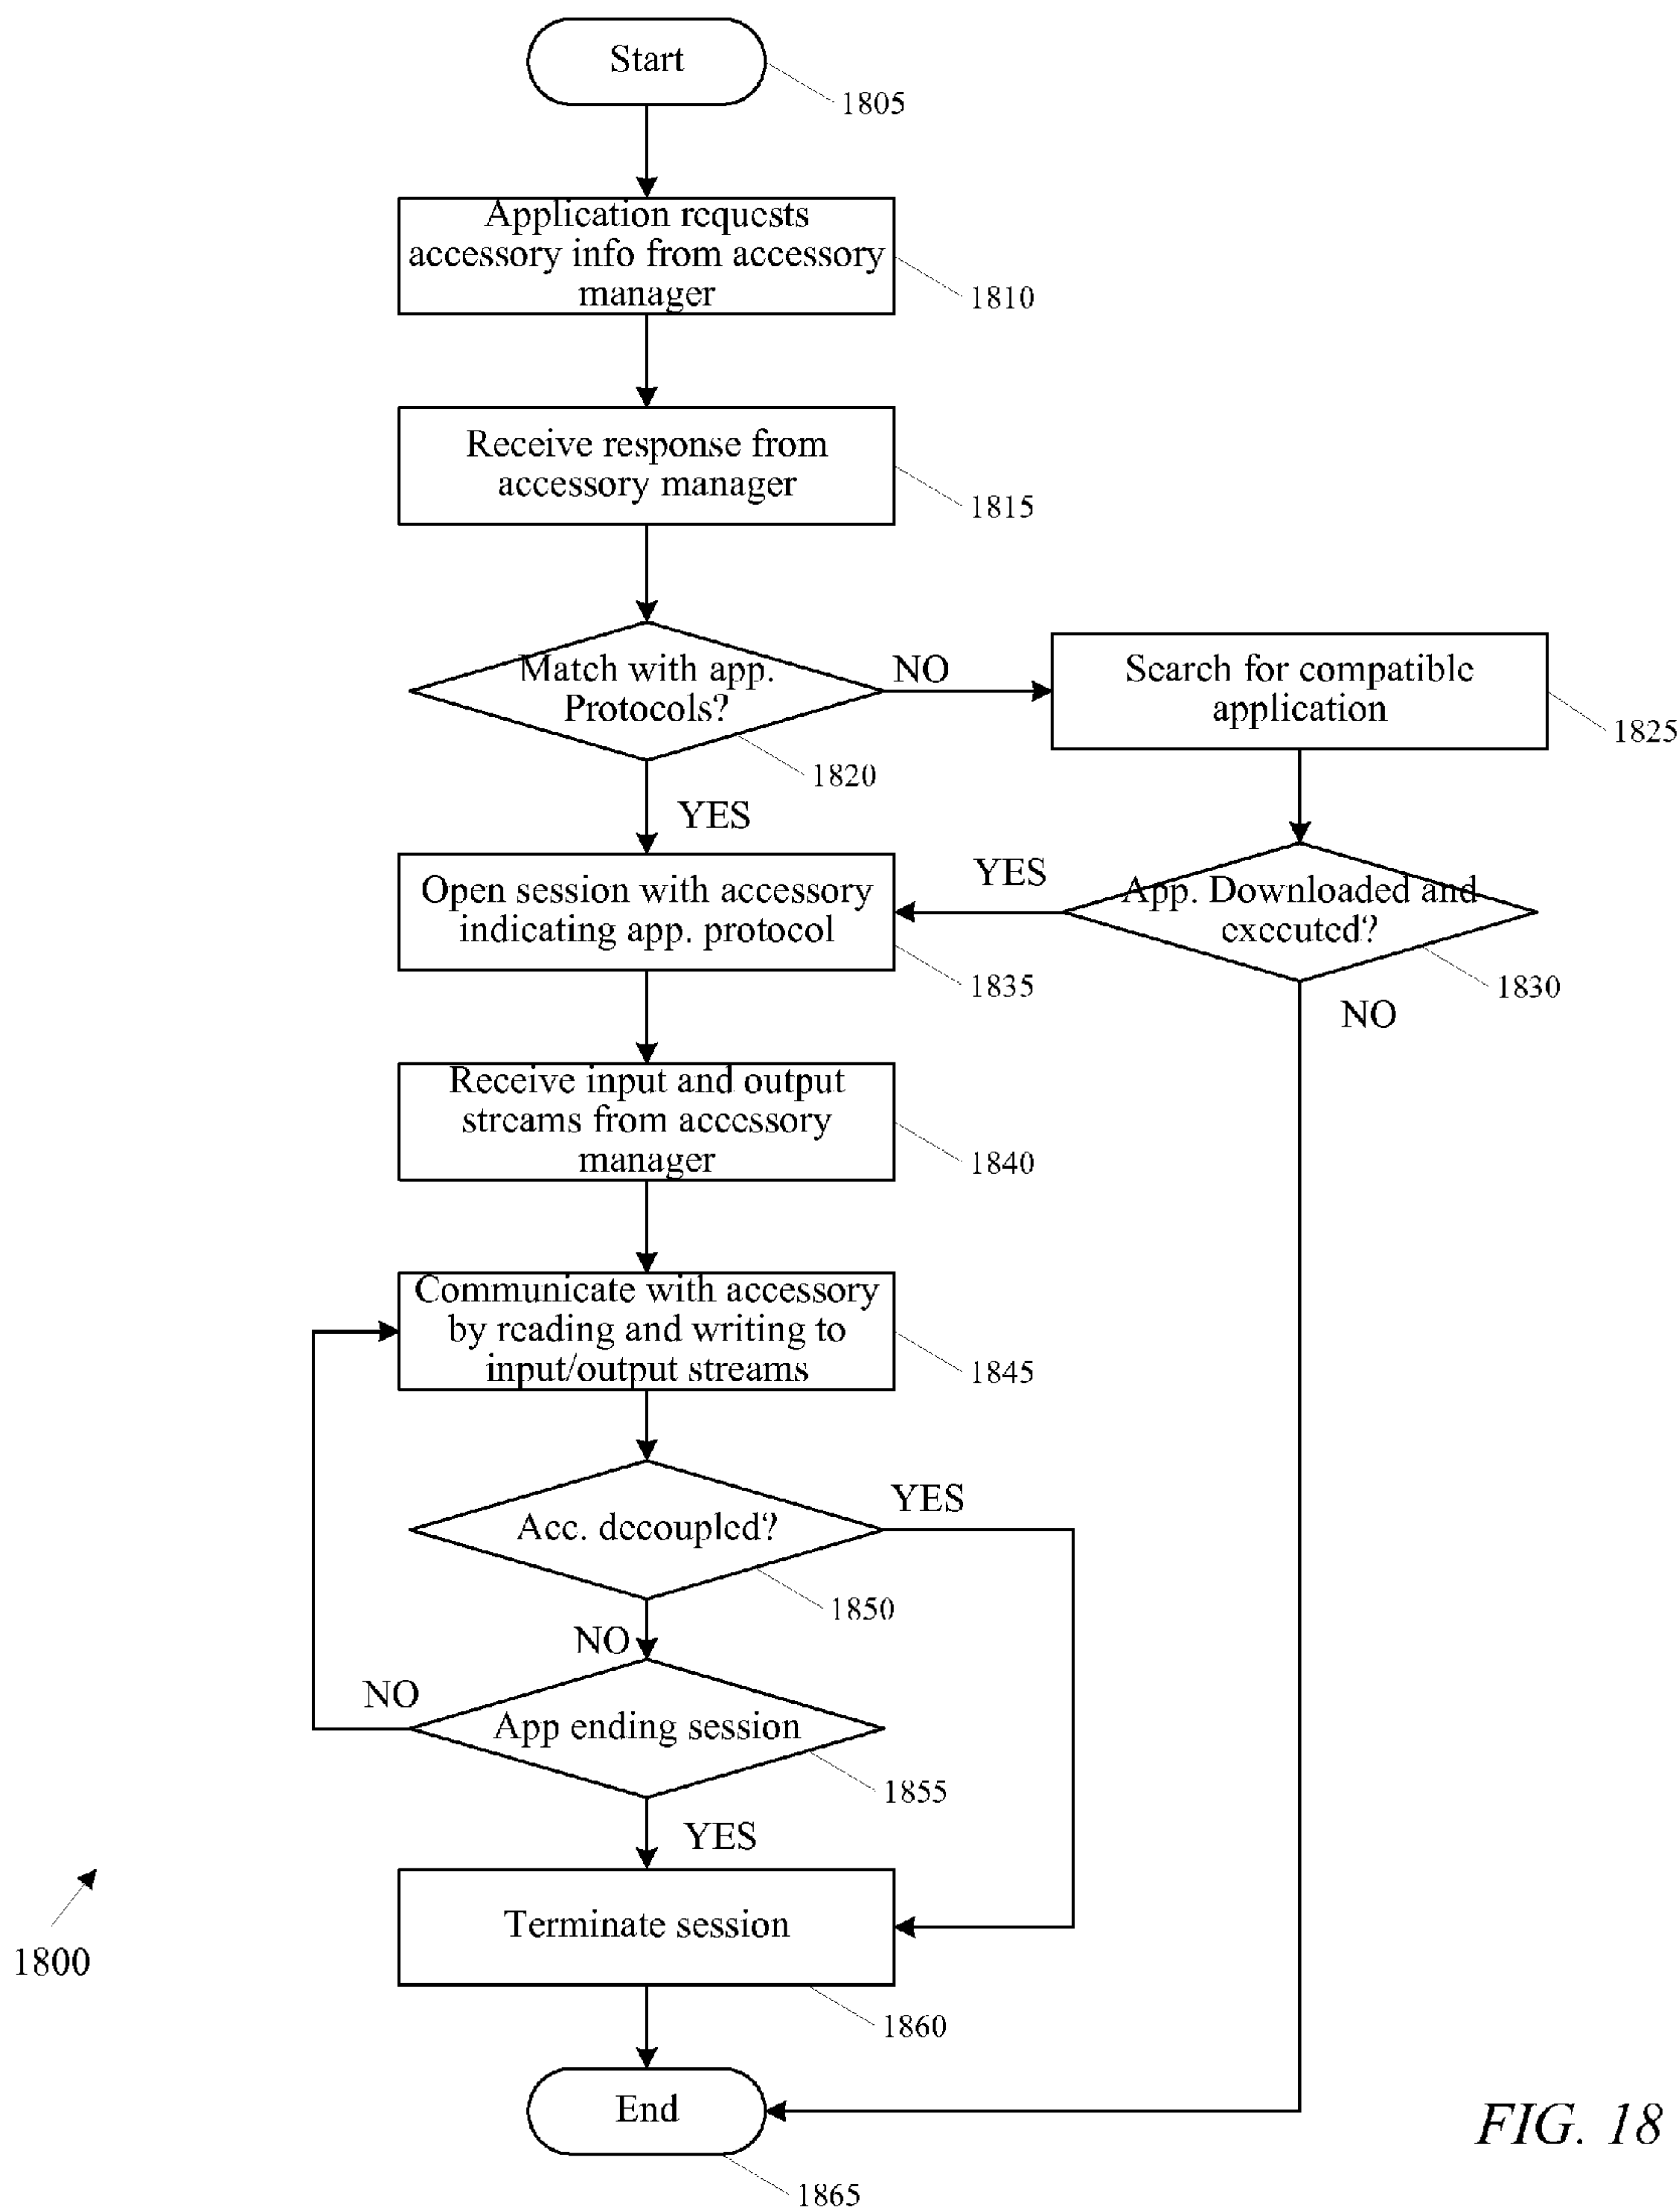 Start
1805
Application requests
accessory info from accessory
manager
1810
Receive response from
accessory manager
1815
Match with app.
Protocols?
1820
NO
Search for compatible
application
1825
YES
App. Downloaded and
executed?
1830
NO
YES
Open session with accessory
indicating app. protocol
1835
Receive input and output
streams from accessory
manager
1840
Communicate with accessory
by reading and writing to
input/output streams
1845
Acc. decoupled?
1850
YES
NO
App ending session
1855
NO
YES
Terminate session
1860
End
1865
1800
FIG. 18